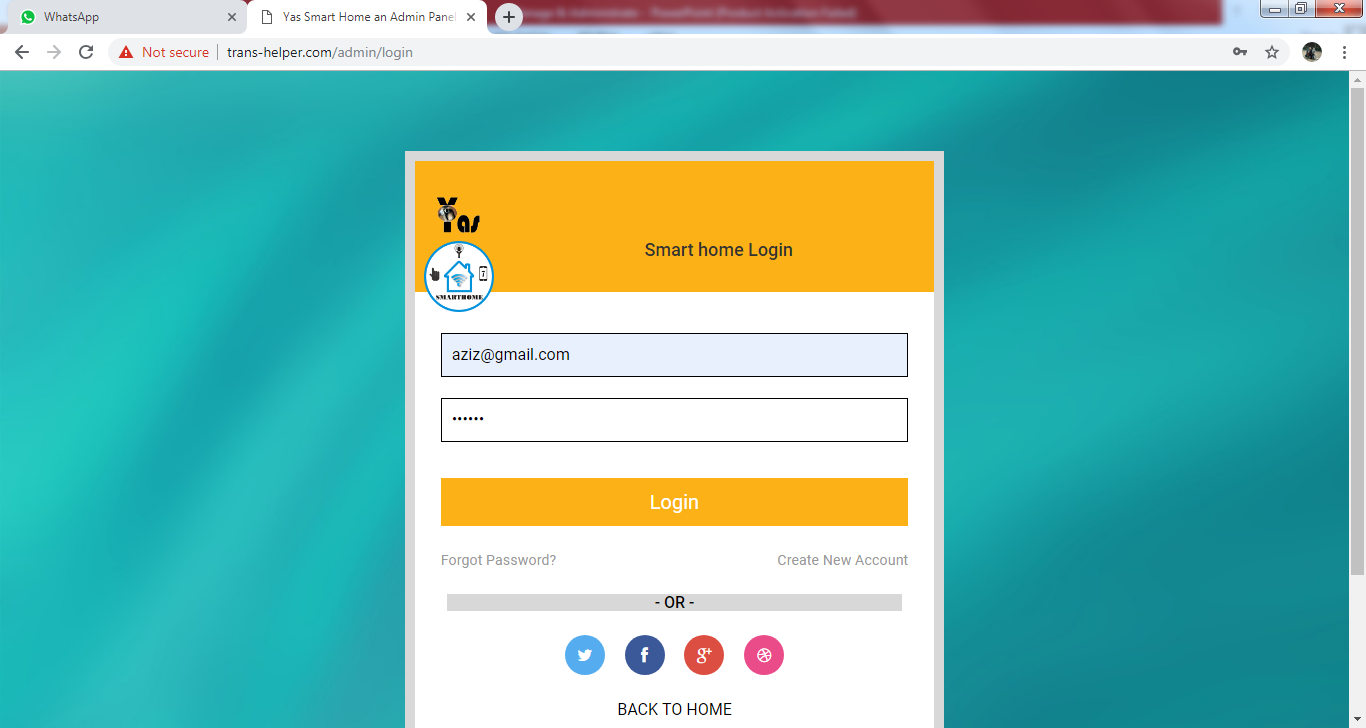 WhatsApp
Yas Smart Home an Admin Panel
Not secure
trans-helper.com/admin/login
Yas
SMARTHOME
Smart home Login
aziz@gmail.com
••••••
Login
Forgot Password?
Create New Account
- OR -
BACK TO HOME